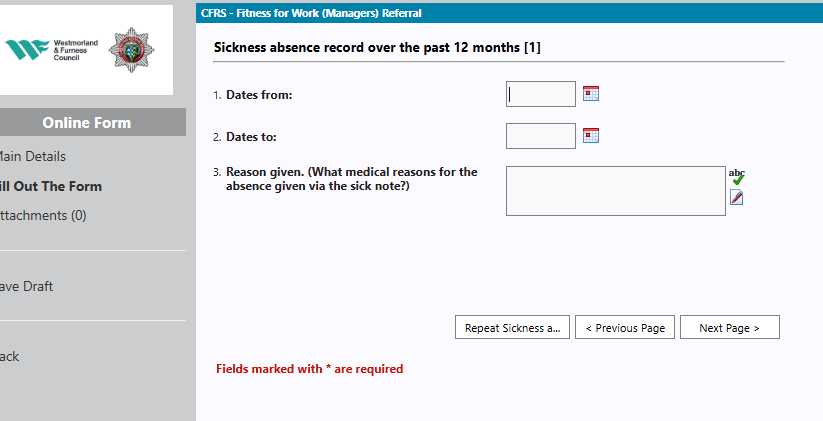 CFRS - Fitness for Work (Managers) Referral
Westmorland
& Furness
Council
Online Form
Main Details
ill Out The Form
ttachments (0)
ave Draft
ack
Sickness absence record over the past 12 months [1]
1. Dates from:
2. Dates to:
3. Reason given. (What medical reasons for the
absence given via the sick note?)
abc
Repeat Sickness a...
< Previous Page
Next Page >
Fields marked with * are required